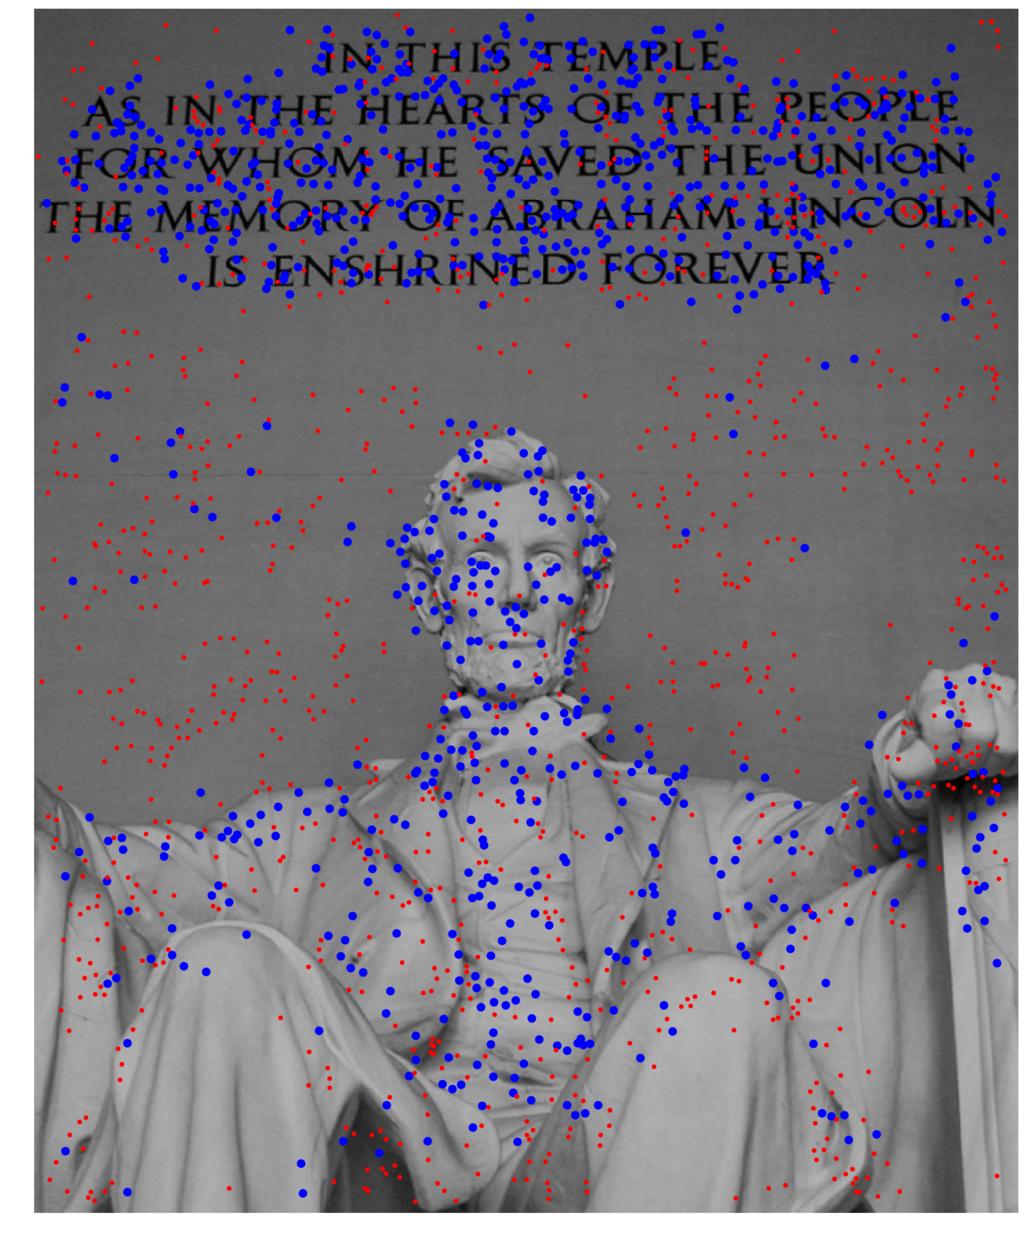 IN THIS TEMPLE
AS IN THE HEARTS OF THE PEOPLE
FOR WHOM HE SAVED THE UNION
THE MEMORY OF ABRAHAM LINCOLN
IS ENSHRINED FOREVER